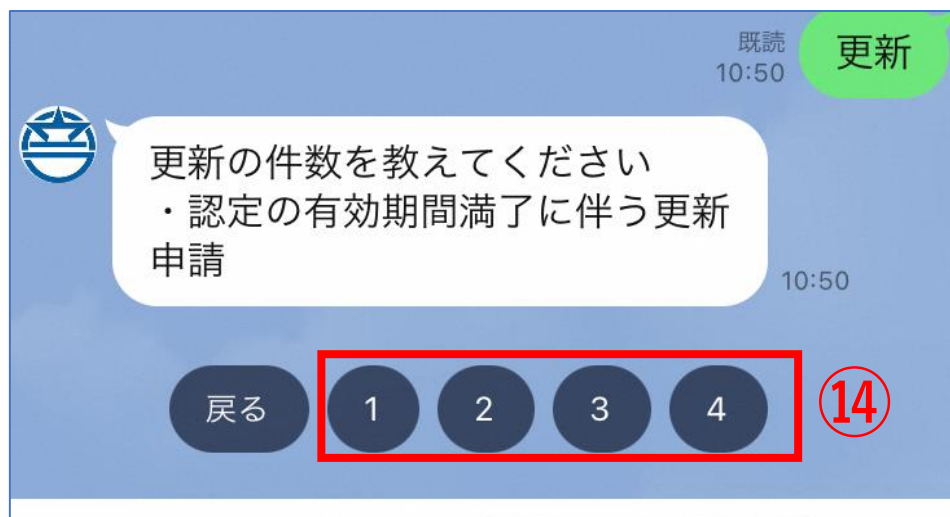 既読
10:50
更新
更新の件数を教えてください
・認定の有効期間満了に伴う更新
申請
10:50
戻る 1 2 3 4 ⑭